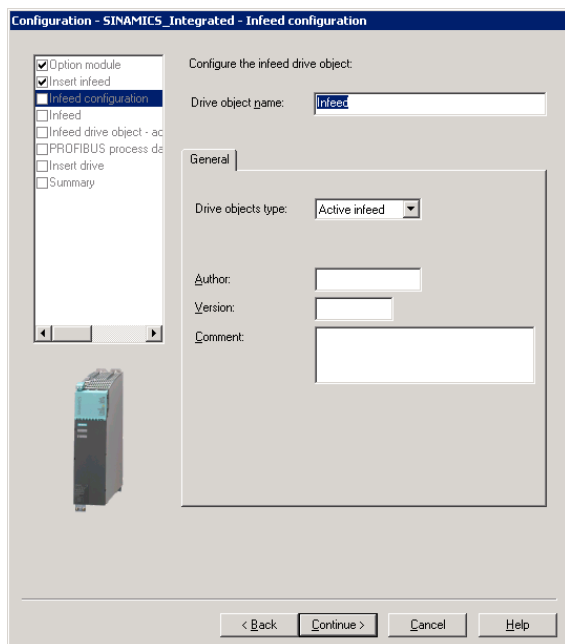 Configuration - SINAMICS_Integrated - Infeed configuration
Option module
Insert infeed
Infeed configuration
Infeed
Infeed drive object - ac
PROFIBUS process da
Insert drive
Summary
Configure the infeed drive object:
Drive object name: Infeed
General
Drive objects type: Active infeed
Author:
Version:
Comment:
< Back Continue > Cancel Help